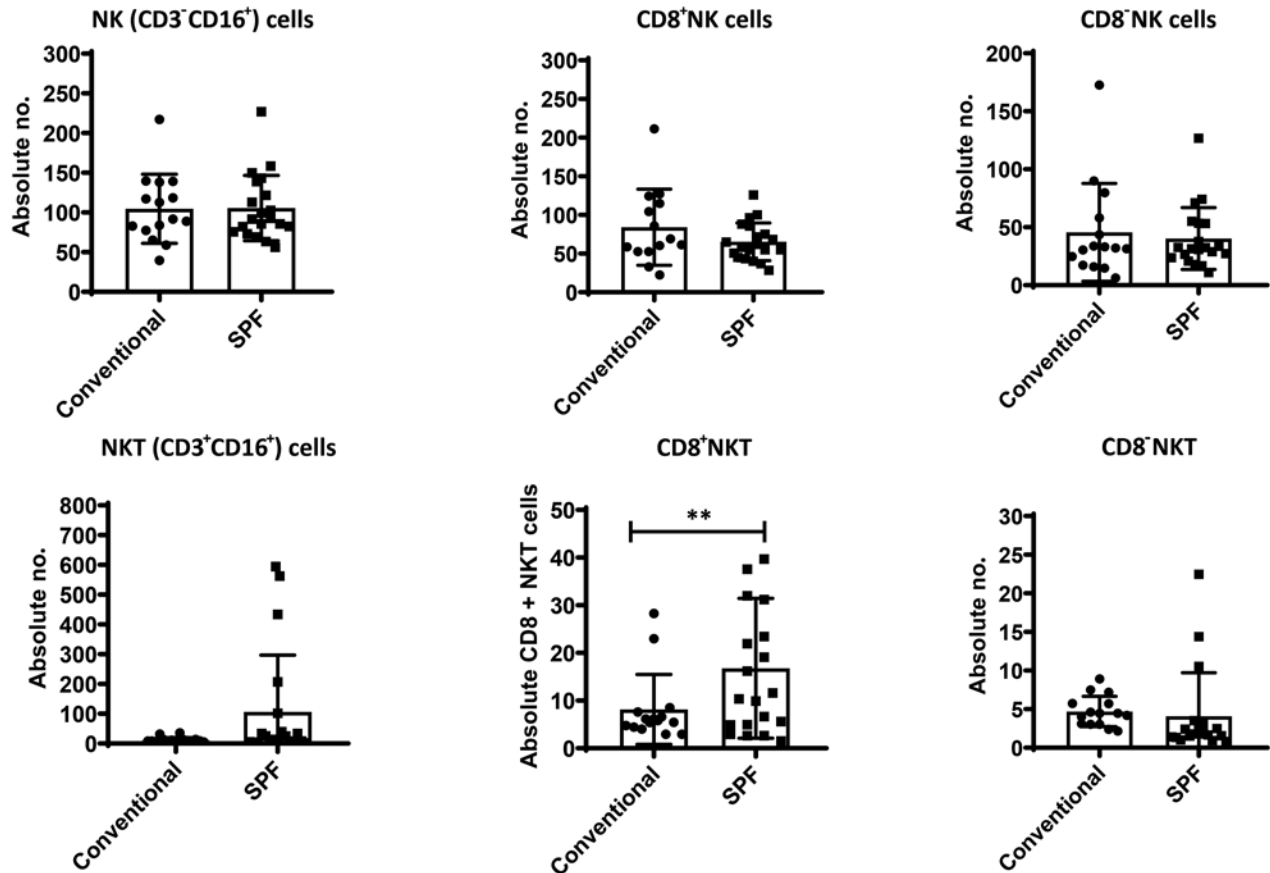 NK (CD3⁻CD16⁺) cells
300
250
200
150
100
50
0
Absolute no.
Conventional
SPF
CD8⁺NK cells
300
250
200
150
100
50
0
Absolute no.
Conventional
SPF
CD8⁻NK cells
200
150
100
50
0
Absolute no.
Conventional
SPF
NKT (CD3⁺CD16⁺) cells
800
700
600
500
400
300
200
100
0
Absolute no.
Conventional
SPF
CD8⁺NKT
50
40
30
20
10
0
Absolute CD8 + NKT cells
**
Conventional
SPF
CD8⁻NKT
30
25
20
15
10
5
0
Absolute no.
Conventional
SPF